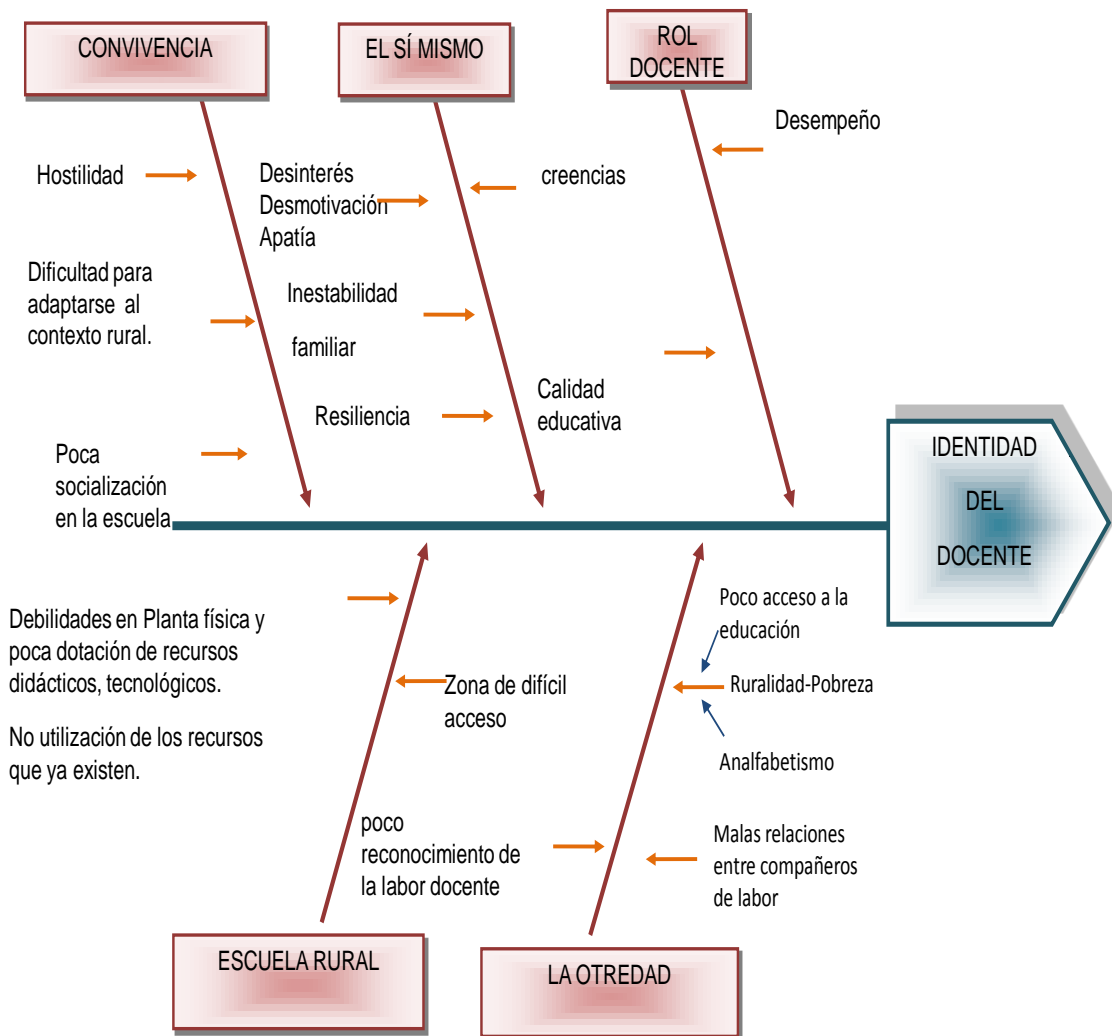 CONVIVENCIA
EL SÍ MISMO
ROL
DOCENTE
Hostilidad
Dificultad para
adaptarse al
contexto rural.
Poca
socialización
en la escuela
Desinterés
Desmotivación
Apatía
Inestabilidad
familiar
Resiliencia
creencias
Calidad
educativa
Desempeño
IDENTIDAD
DEL
DOCENTE
Debilidades en Planta física y
poca dotación de recursos
didácticos, tecnológicos.
No utilización de los recursos
que ya existen.
Zona de difícil
acceso
poco
reconocimiento de
la labor docente
Poco acceso a la
educación
Ruralidad-Pobreza
Analfabetismo
Malas relaciones
entre compañeros
de labor
ESCUELA RURAL
LA OTREDAD